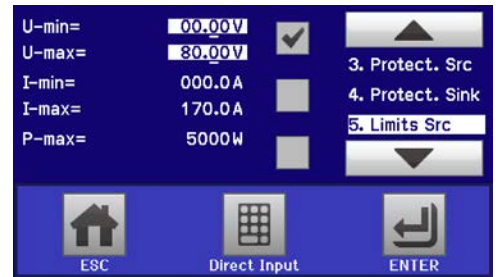 U-min= 00.00V
U-max= 80.00V
I-min= 000.0A
I-max= 170.0A
P-max= 5000W
3. Protect. Src
4. Protect. Sink
5. Limits Src
ESC
Direct Input
ENTER